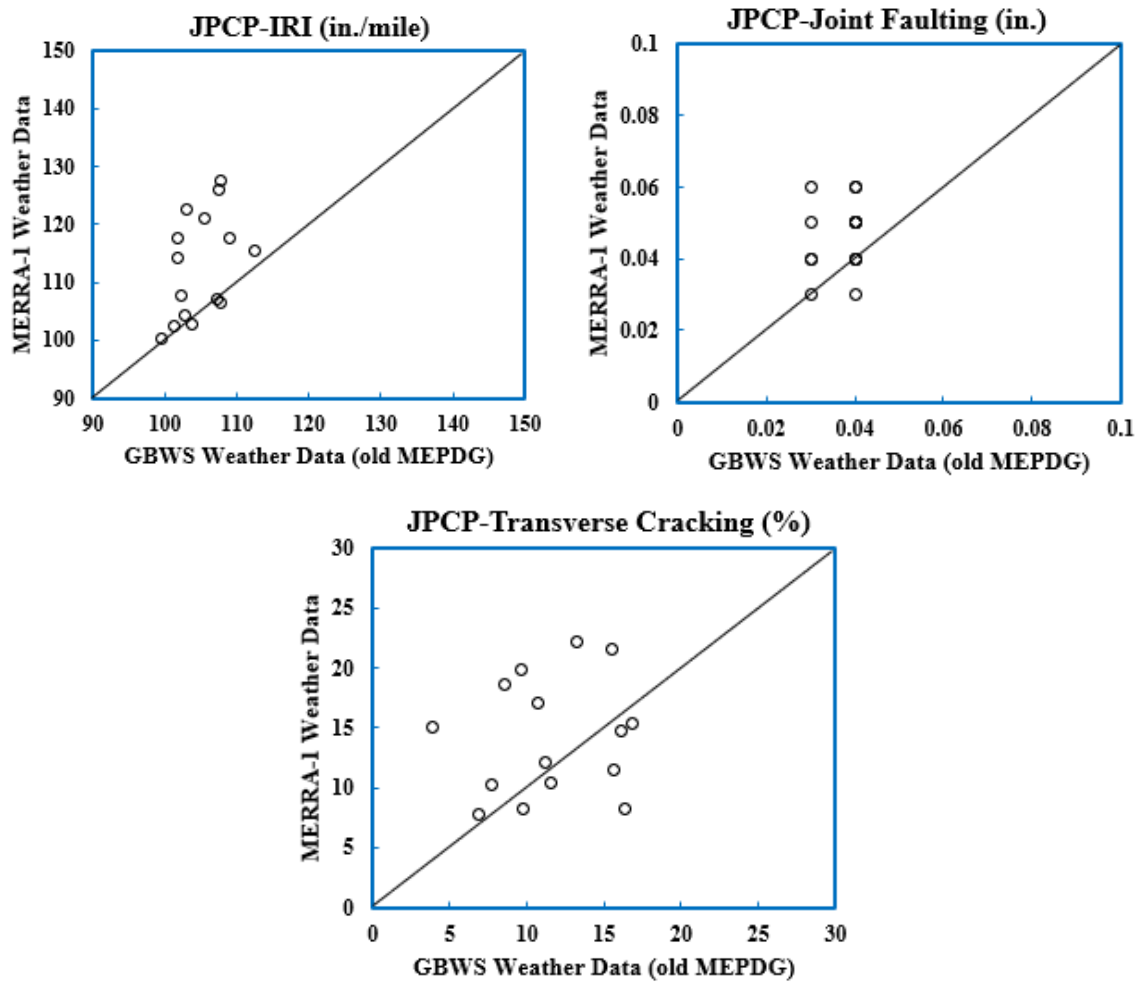 JPCP-IRI (in./mile)
150
140
130
120
110
100
90
MERRA-1 Weather Data
90 100 110 120 130 140 150
GBWS Weather Data (old MEPDG)
JPCP-Joint Faulting (in.)
0.1
0.08
0.06
0.04
0.02
0
MERRA-1 Weather Data
0 0.02 0.04 0.06 0.08 0.1
GBWS Weather Data (old MEPDG)
JPCP-Transverse Cracking (%)
30
25
20
15
10
5
0
MERRA-1 Weather Data
0 5 10 15 20 25 30
GBWS Weather Data (old MEPDG)